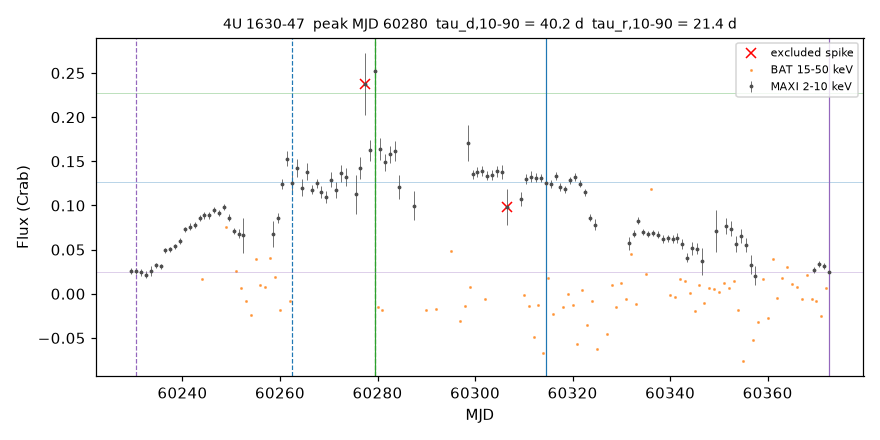 4U 1630-47  peak MJD 60280  tau_d,10-90 = 40.2 d  tau_r,10-90 = 21.4 d
excluded spike
BAT 15-50 keV
MAXI 2-10 keV
Flux (Crab)
0.25
0.20
0.15
0.10
0.05
0.00
−0.05
60240
60260
60280
60300
60320
60340
60360
MJD